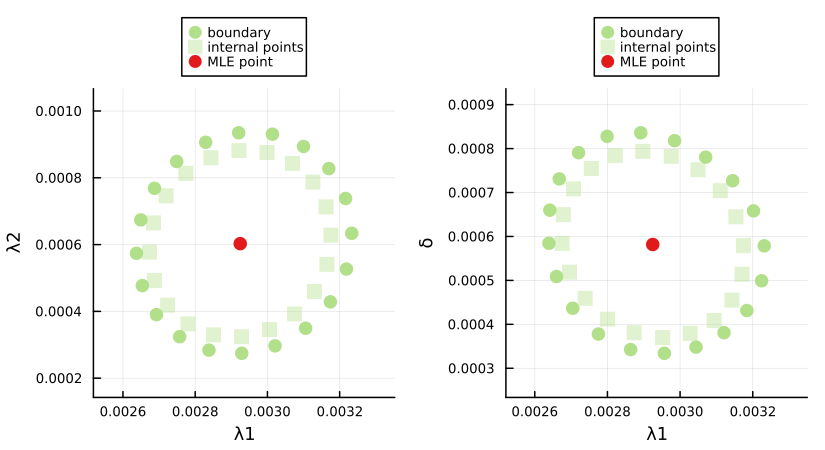 boundary
internal points
MLE point
0.0010
0.0008
0.0006
0.0004
0.0002
λ2
0.0026 0.0028 0.0030 0.0032
λ1
boundary
internal points
MLE point
0.0009
0.0008
0.0007
0.0006
0.0005
0.0004
0.0003
δ
0.0026 0.0028 0.0030 0.0032
λ1